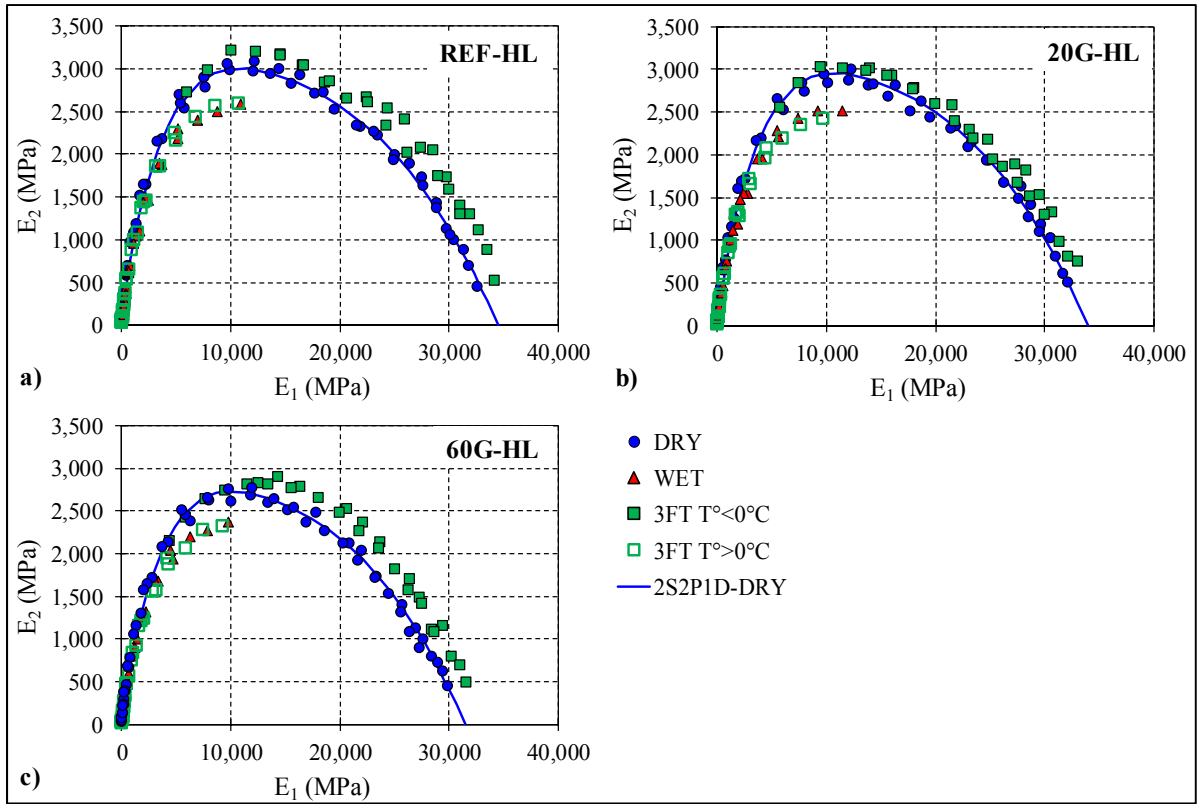 REF-HL
3,500
3,000
2,500
2,000
1,500
1,000
500
0
E2 (MPa)
0 10,000 20,000 30,000 40,000
E1 (MPa)
a)
20G-HL
3,500
3,000
2,500
2,000
1,500
1,000
500
0
E2 (MPa)
0 10,000 20,000 30,000 40,000
E1 (MPa)
b)
60G-HL
3,500
3,000
2,500
2,000
1,500
1,000
500
0
E2 (MPa)
0 10,000 20,000 30,000 40,000
E1 (MPa)
c)
DRY
WET
3FT T°<0°C
3FT T°>0°C
2S2P1D-DRY